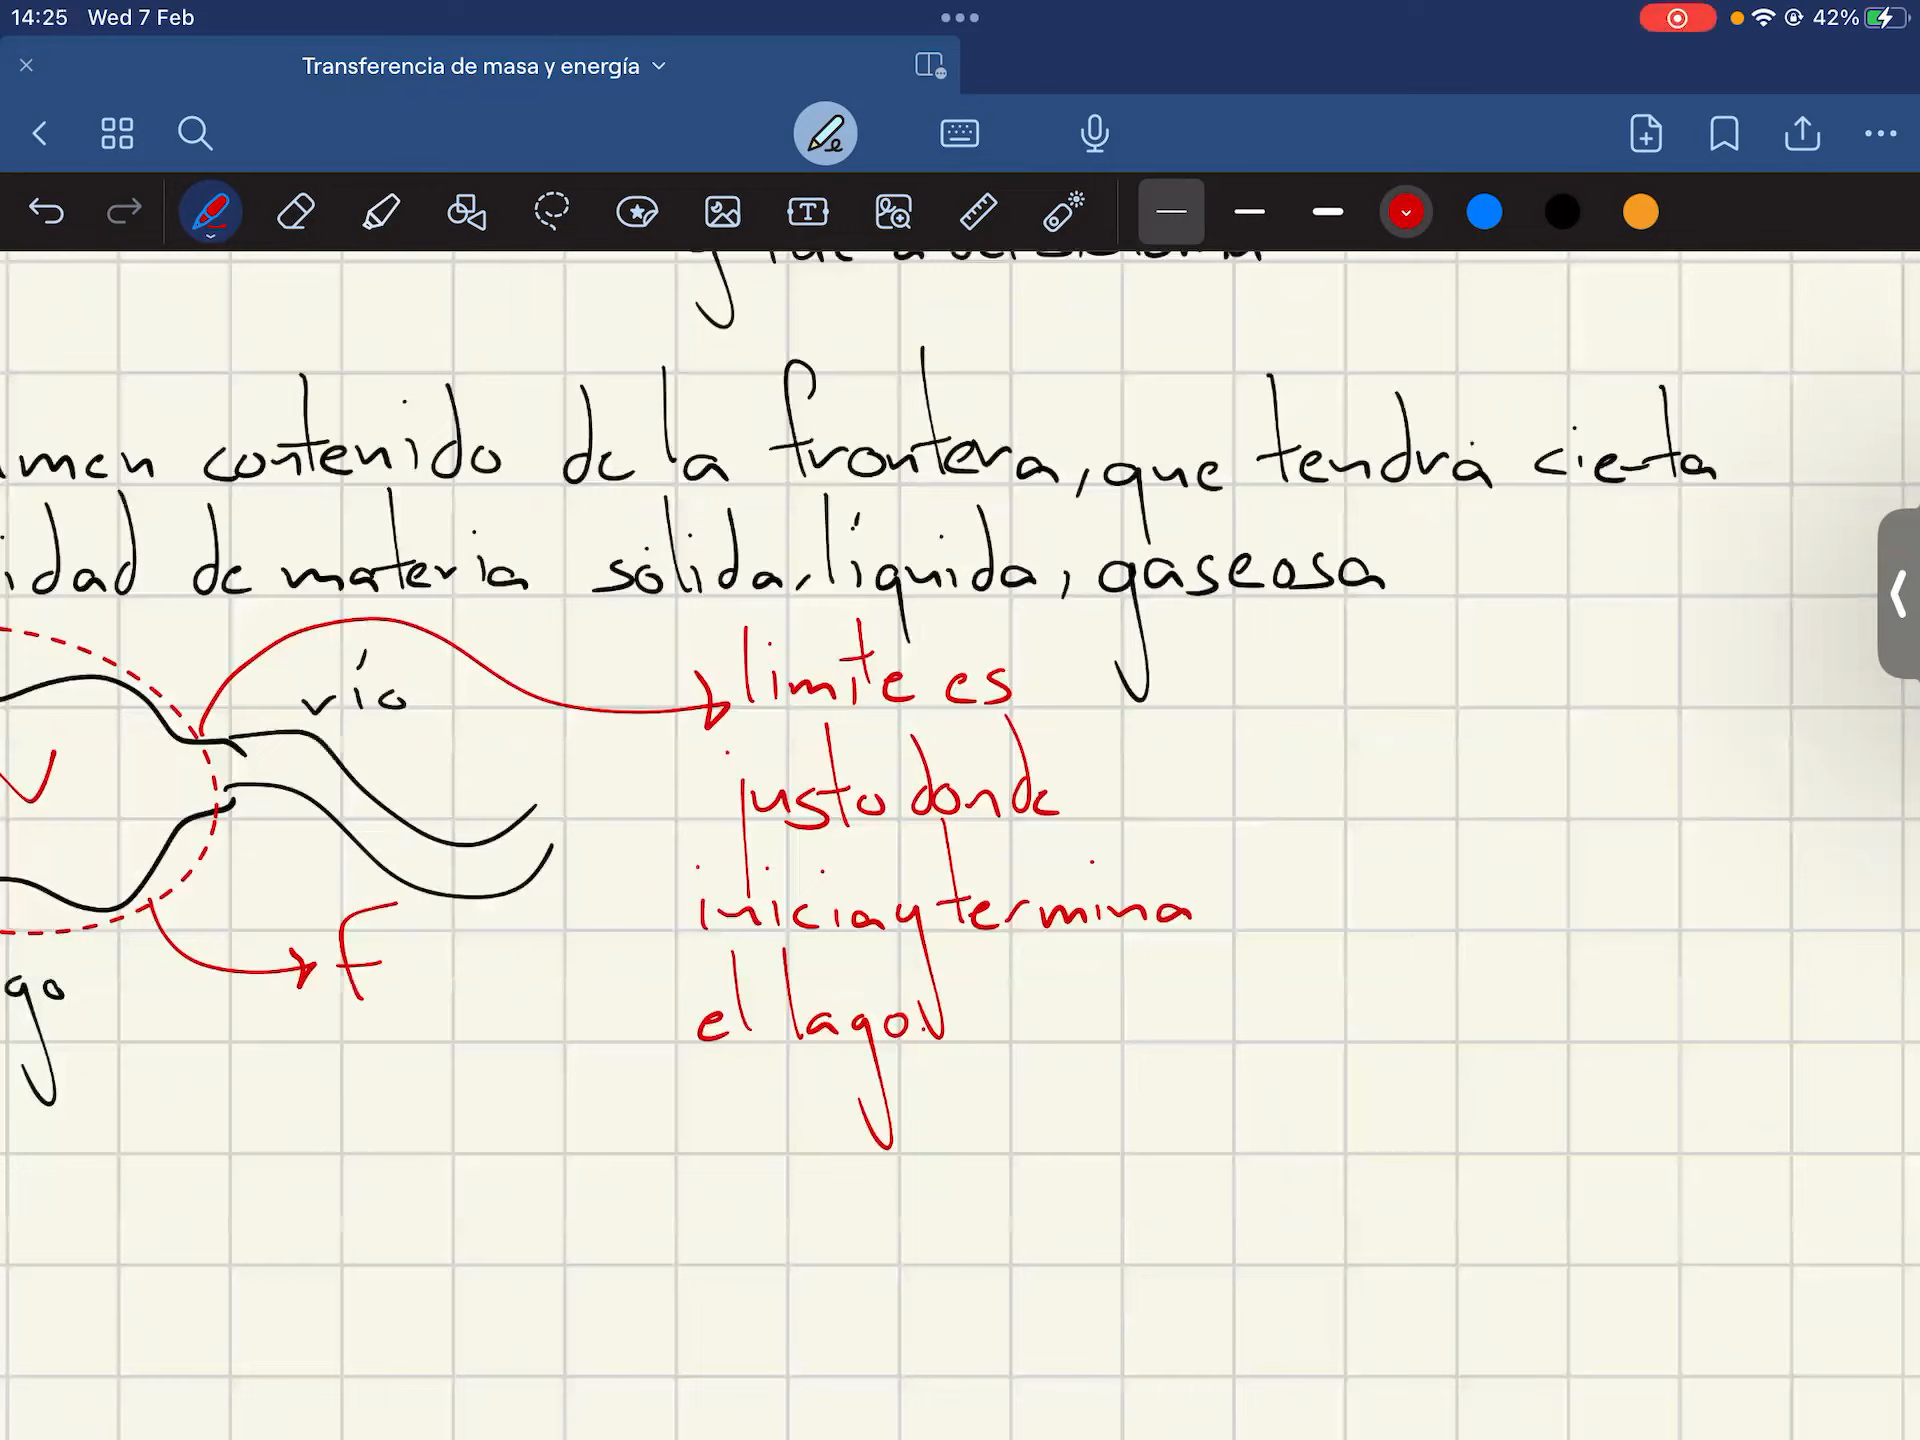 14:25 Wed 7 Feb
42%
Transferencia de masa y energía
men contenido de la frontera, que tendrá cierta
idad de materia sólida, líquida, gaseosa
río
límite es
justo donde
inicia y termina
el lago.
V
f
go